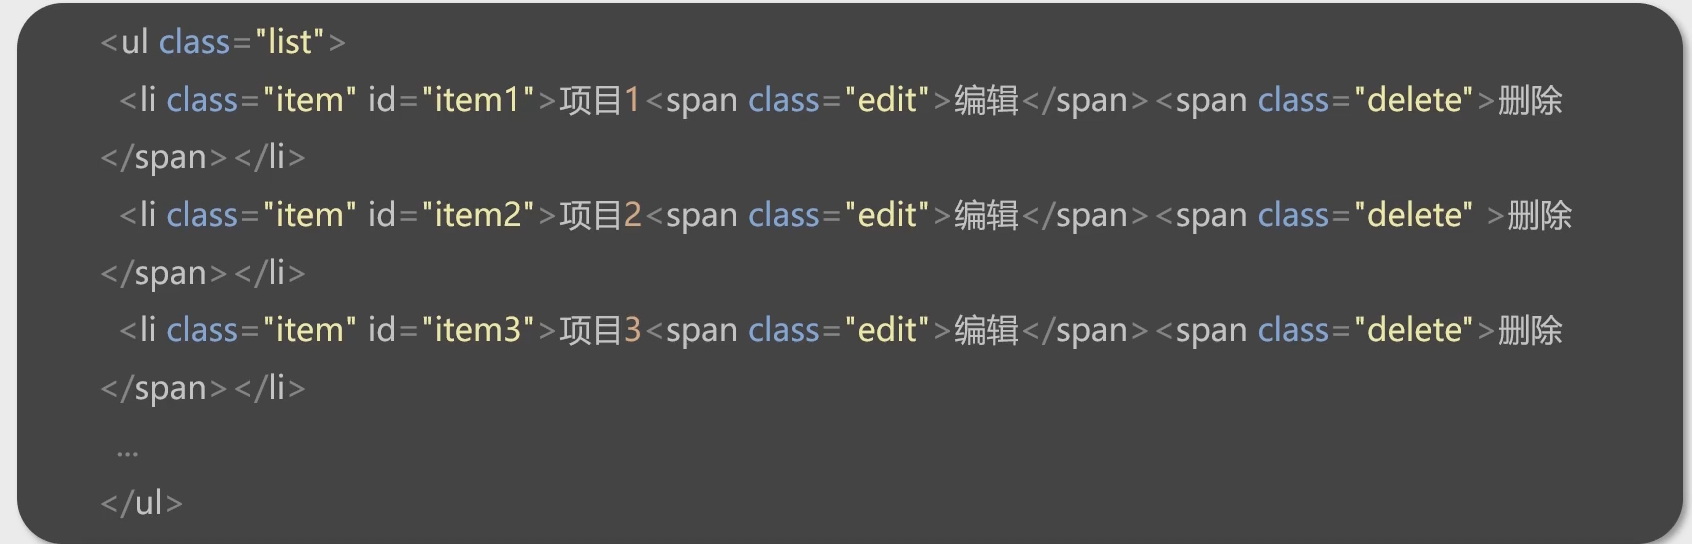 <ul class="list">
<li class="item" id="item1">项目1<span class="edit">编辑</span><span class="delete">删除
</span></li>
<li class="item" id="item2">项目2<span class="edit">编辑</span><span class="delete" >删除
</span></li>
<li class="item" id="item3">项目3<span class="edit">编辑</span><span class="delete">删除
</span></li>
...
</ul>